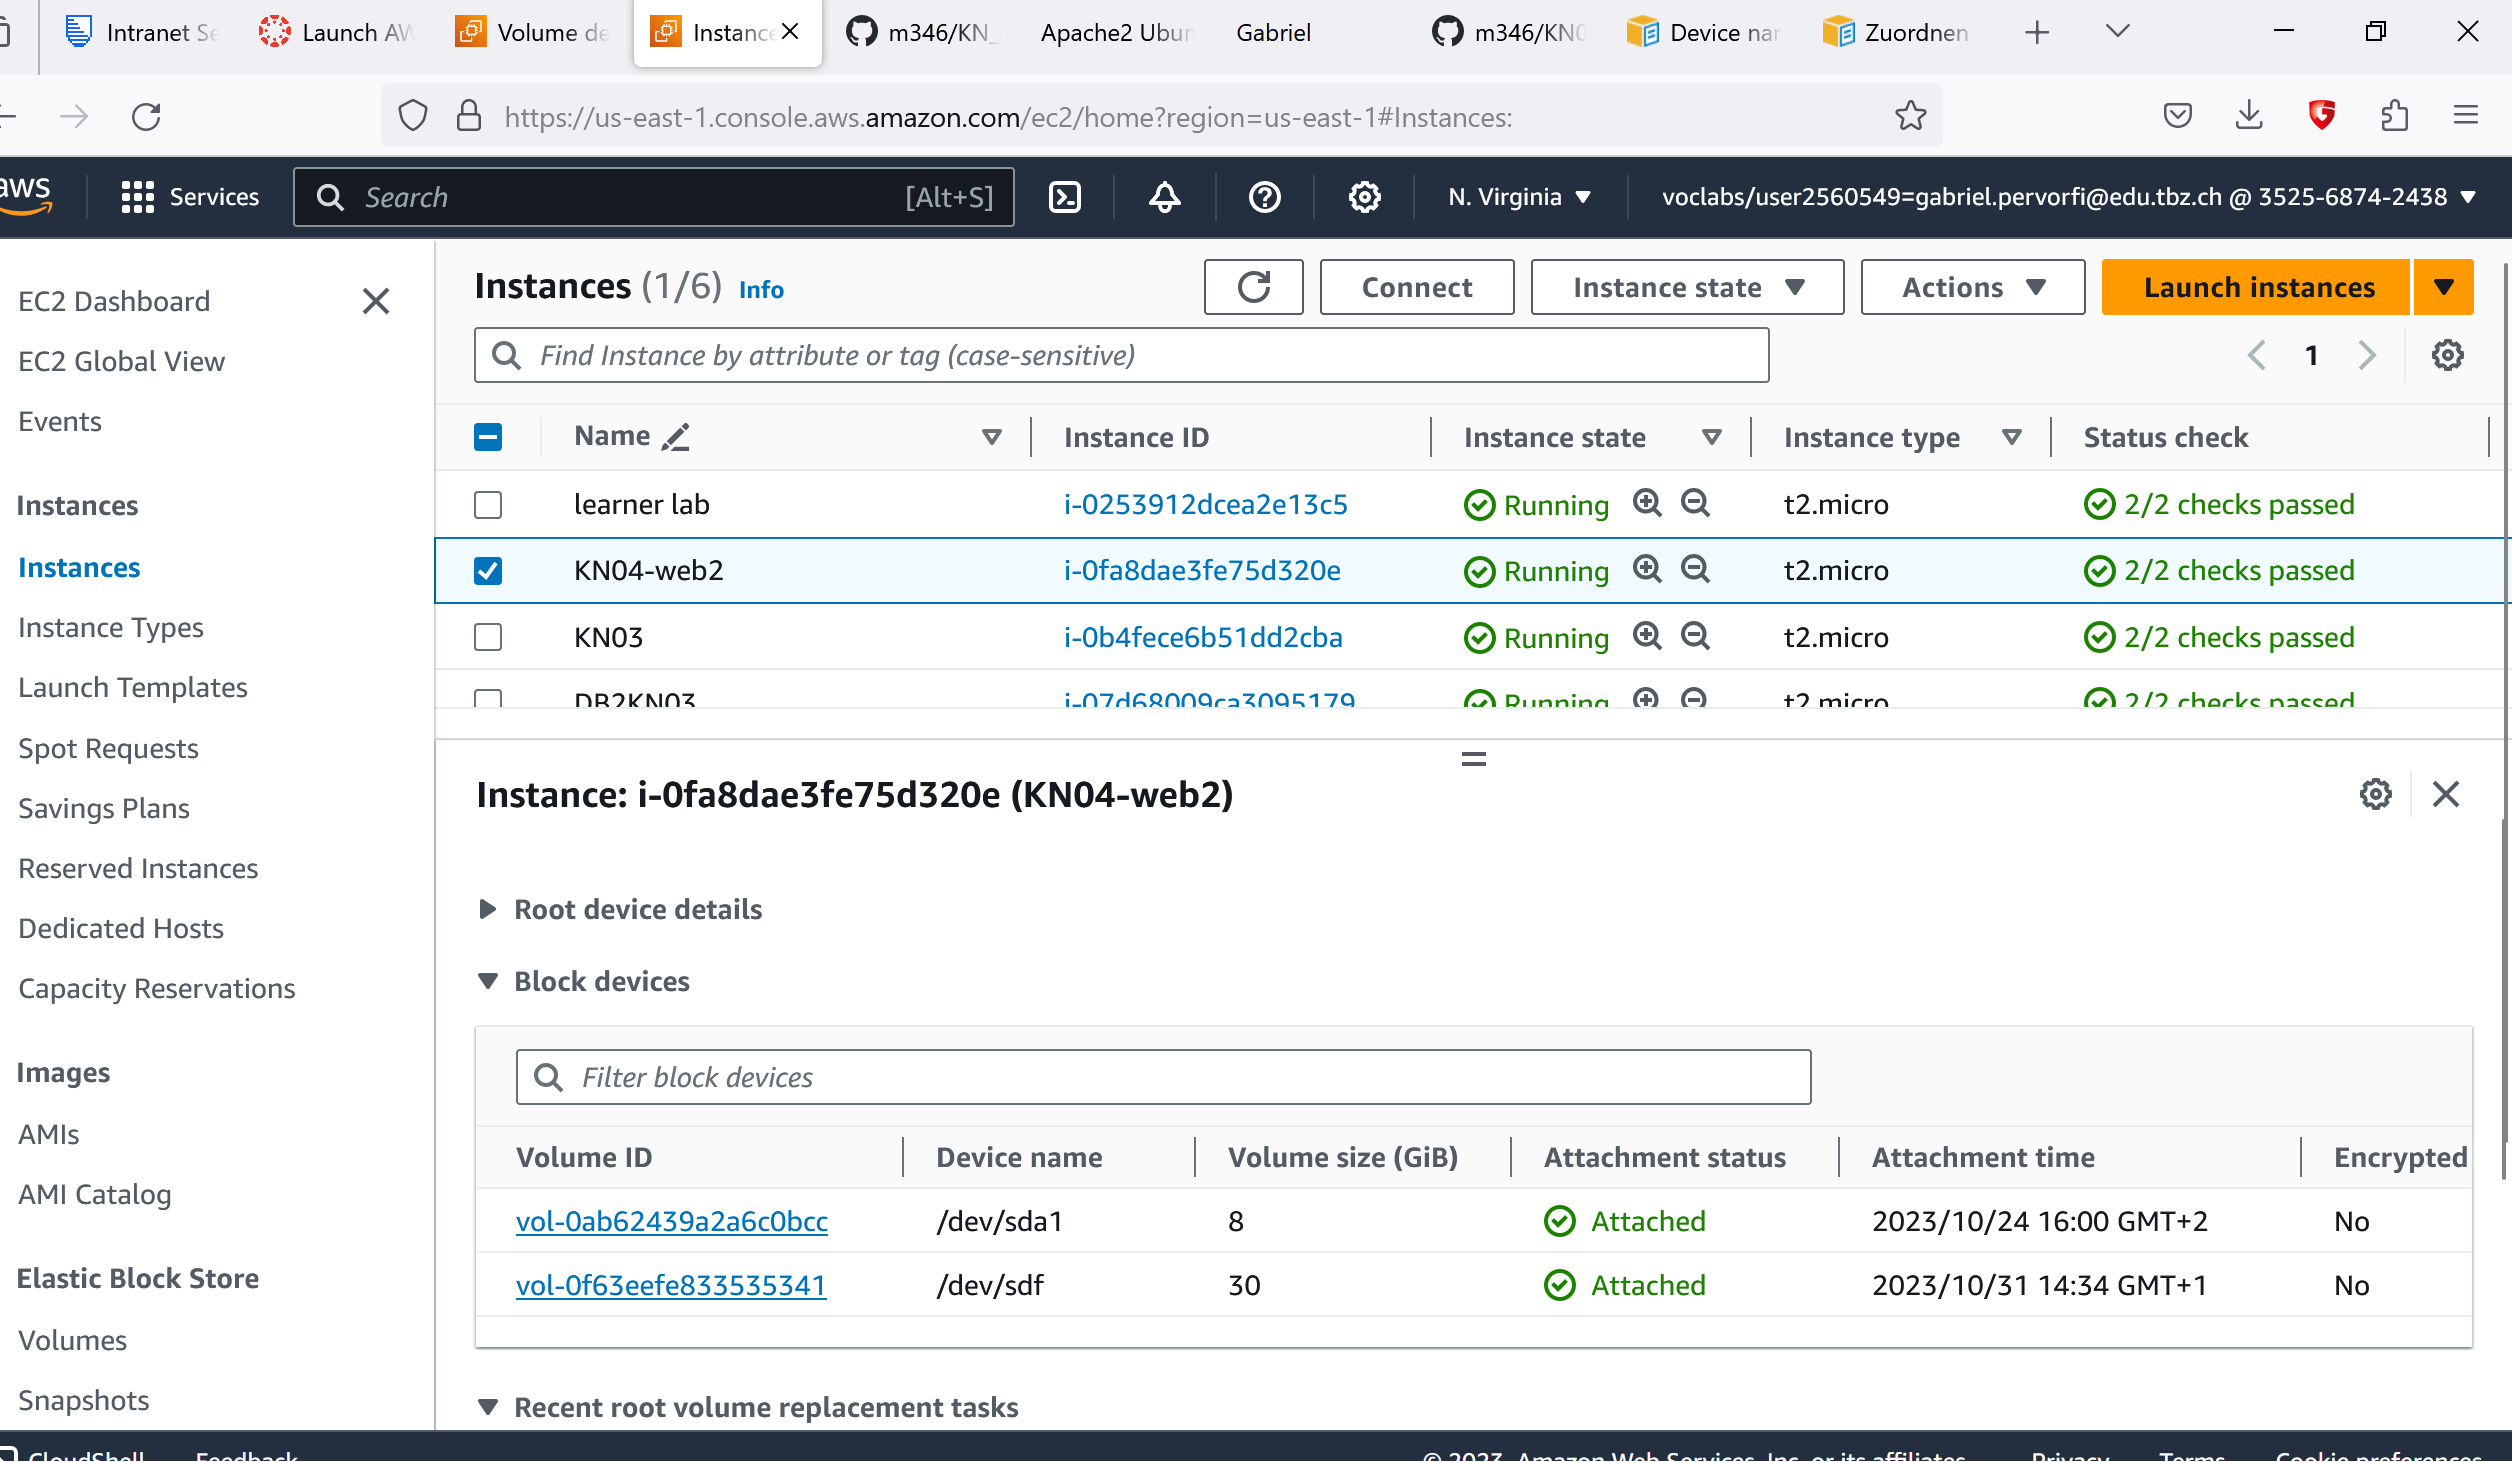 Intranet Se
Launch AW
Volume de
Instance
m346/KN_
Apache2 Ubun
Gabriel
m346/KN0
Device nam
Zuordnen
https://us-east-1.console.aws.amazon.com/ec2/home?region=us-east-1#Instances:
aws
Services
Search [Alt+S]
N. Virginia
voclabs/user2560549=gabriel.pervorfi@edu.tbz.ch @ 3525-6874-2438
EC2 Dashboard
EC2 Global View
Events
Instances
Instances
Instance Types
Launch Templates
Spot Requests
Savings Plans
Reserved Instances
Dedicated Hosts
Capacity Reservations
Images
AMIs
AMI Catalog
Elastic Block Store
Volumes
Snapshots
Instances (1/6) Info
Connect
Instance state
Actions
Launch instances
Find Instance by attribute or tag (case-sensitive)
1
Name Instance ID Instance state Instance type Status check
learner lab i-0253912dcea2e13c5 Running t2.micro 2/2 checks passed
KN04-web2 i-0fa8dae3fe75d320e Running t2.micro 2/2 checks passed
KN03 i-0b4fece6b51dd2cba Running t2.micro 2/2 checks passed
DB2KN03 i-07d68009ca3095179 Running t2.micro 2/2 checks passed
Instance: i-0fa8dae3fe75d320e (KN04-web2)
Root device details
Block devices
Filter block devices
Volume ID Device name Volume size (GiB) Attachment status Attachment time Encrypted
vol-0ab62439a2a6c0bcc /dev/sda1 8 Attached 2023/10/24 16:00 GMT+2 No
vol-0f63eefe833535341 /dev/sdf 30 Attached 2023/10/31 14:34 GMT+1 No
Recent root volume replacement tasks
CloudShell Feedback © 2023, Amazon Web Services, Inc. or its affiliates. Privacy Terms Cookie preferences